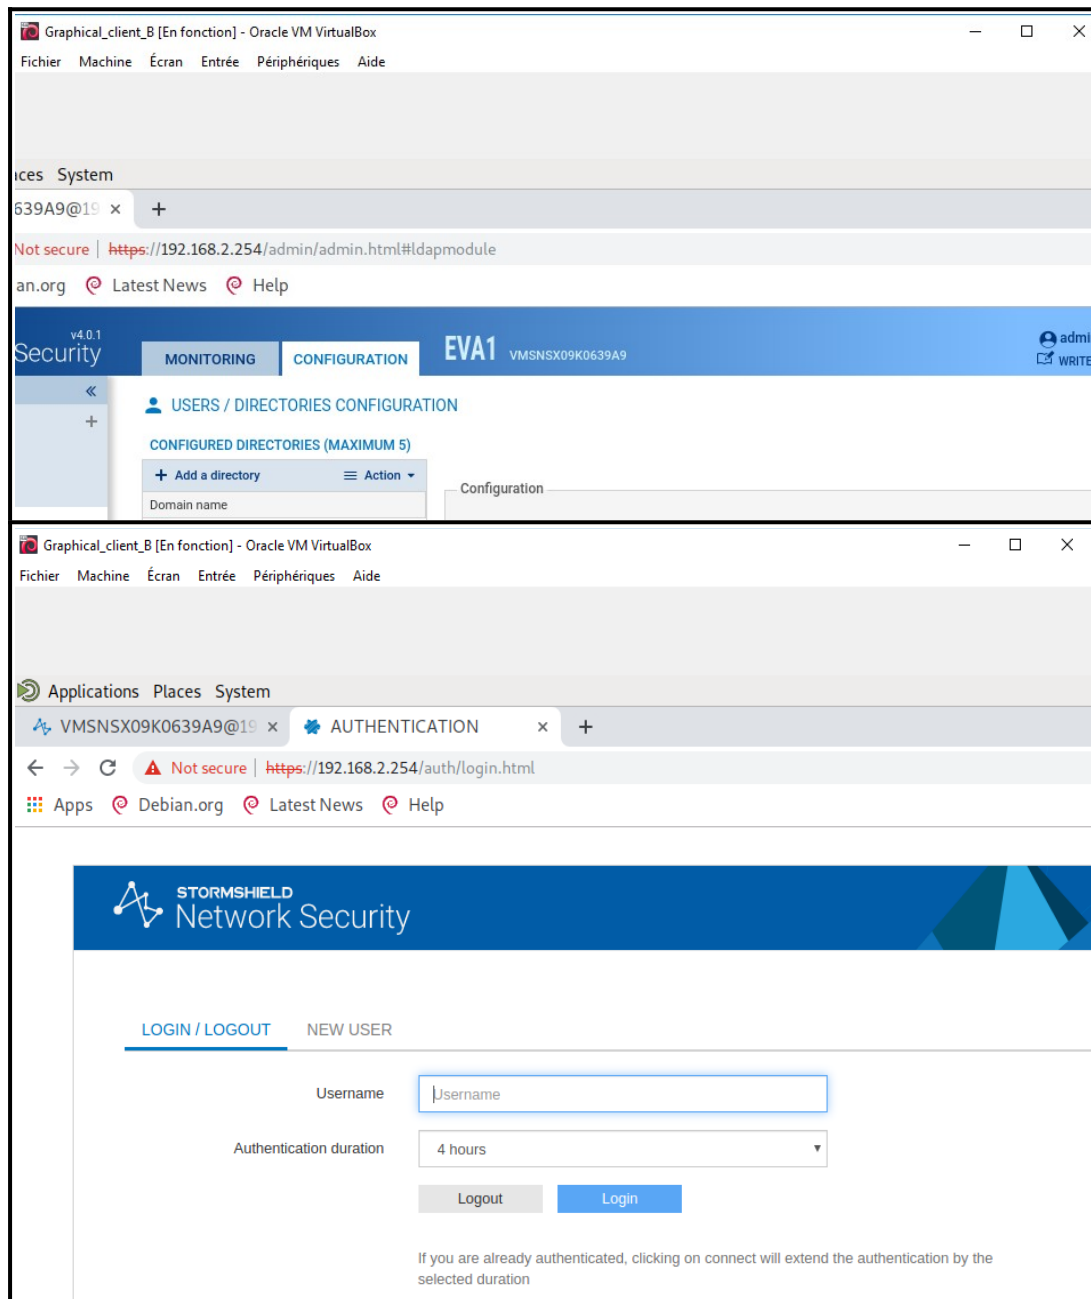 Graphical_client_B [En fonction] - Oracle VM VirtualBox
Fichier Machine Écran Entrée Périphériques Aide
aces System
639A9@19
Not secure | https://192.168.2.254/admin/admin.html#ldapmodule
an.org Latest News Help
v4.0.1
Security MONITORING CONFIGURATION EVA1 VMSNSX09K0639A9
admi
WRITE
USERS / DIRECTORIES CONFIGURATION
CONFIGURED DIRECTORIES (MAXIMUM 5)
+ Add a directory Action
Configuration
Domain name
Graphical_client_B [En fonction] - Oracle VM VirtualBox
Fichier Machine Écran Entrée Périphériques Aide
Applications Places System
VMSNSX09K0639A9@19 AUTHENTICATION
Not secure | https://192.168.2.254/auth/login.html
Apps Debian.org Latest News Help
STORMSHIELD
Network Security
LOGIN / LOGOUT NEW USER
Username Username
Authentication duration 4 hours
Logout Login
If you are already authenticated, clicking on connect will extend the authentication by the
selected duration